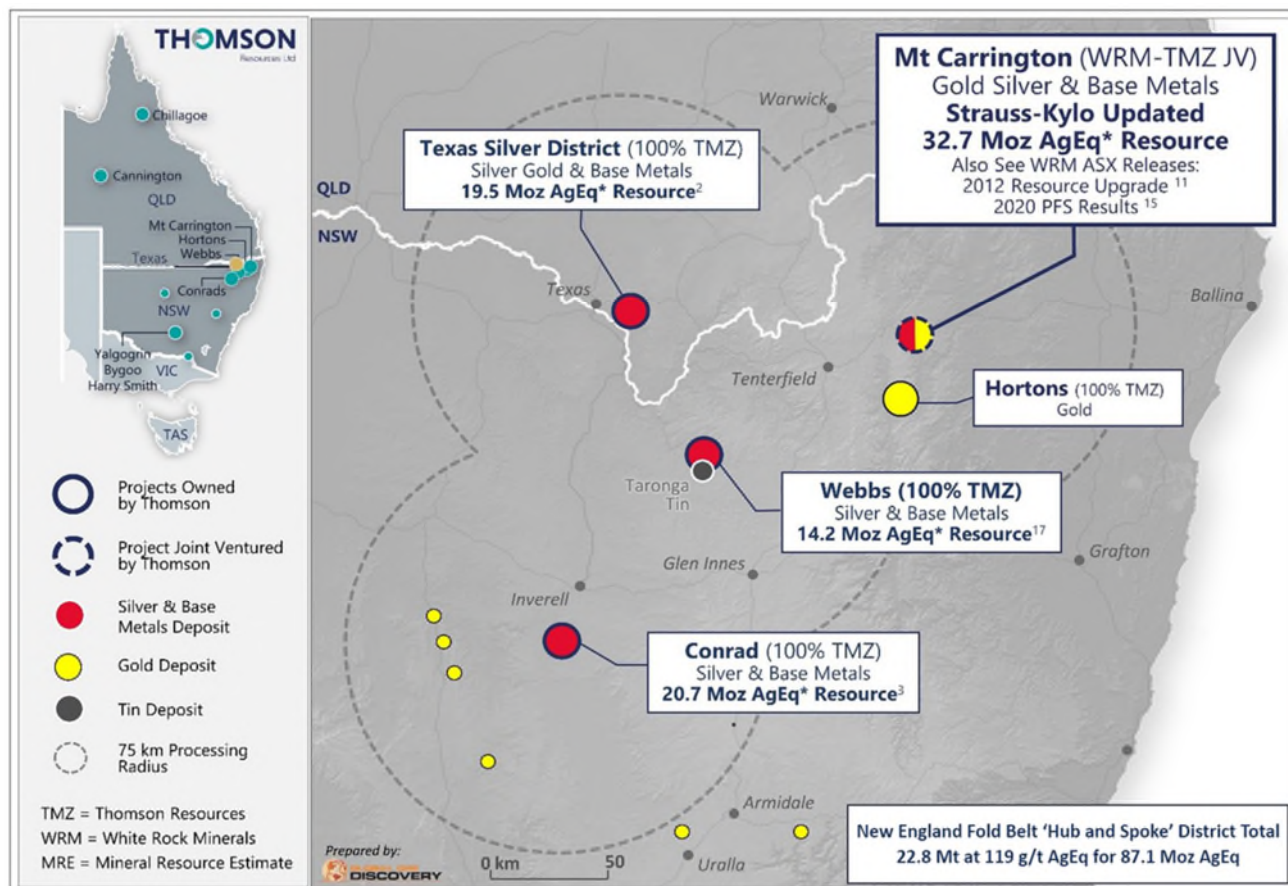 THOMSON
Resources Ltd
Chillagoe
Cannington
QLD
Mt Carrington
Hortons
Webbs
Texas
Conrads
NSW
Yalgogrin
Bygoo
Harry Smith
VIC
TAS
Projects Owned
by Thomson
Project Joint Ventured
by Thomson
Silver & Base
Metals Deposit
Gold Deposit
Tin Deposit
75 km Processing
Radius
TMZ = Thomson Resources
WRM = White Rock Minerals
MRE = Mineral Resource Estimate
Warwick
Mt Carrington (WRM-TMZ JV)
Gold Silver & Base Metals
Strauss-Kylo Updated
32.7 Moz AgEq* Resource
Also See WRM ASX Releases:
2012 Resource Upgrade 11
2020 PFS Results 15
Texas Silver District (100% TMZ)
Silver Gold & Base Metals
19.5 Moz AgEq* Resource2
QLD
NSW
Texas
Ballina
Tenterfield
Hortons (100% TMZ)
Gold
Taronga
Tin
Webbs (100% TMZ)
Silver & Base Metals
14.2 Moz AgEq* Resource17
Glen Innes
Grafton
Inverell
Conrad (100% TMZ)
Silver & Base Metals
20.7 Moz AgEq* Resource3
Armidale
Uralla
New England Fold Belt 'Hub and Spoke' District Total
22.8 Mt at 119 g/t AgEq for 87.1 Moz AgEq
Prepared by:
DISCOVERY
0 km 50